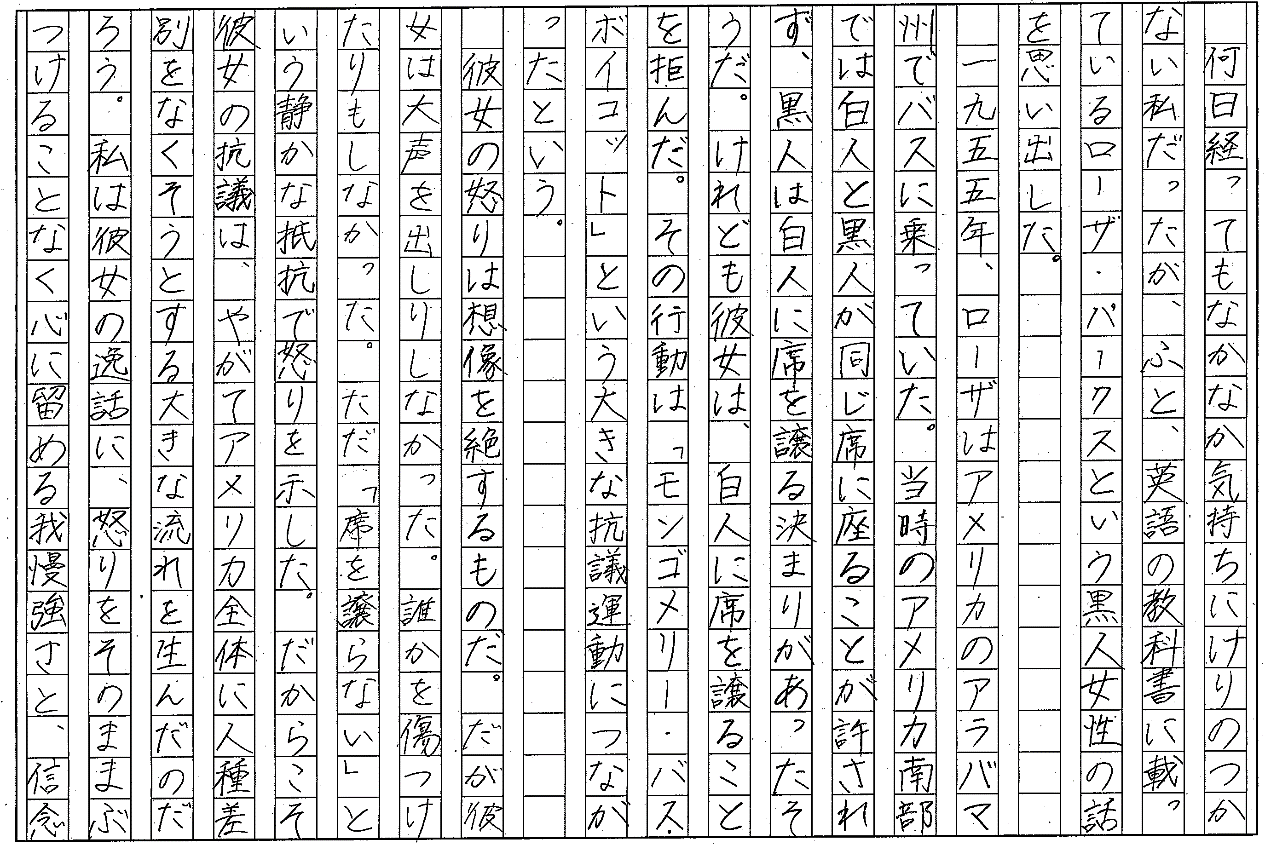 何日経ってもなかなか気持ちにけりのつか
ない私だったが、ふと、英語の教科書に載っ
ているローザ・パークスという黒人女性の話
を思い出した。
一九五五年、ローザはアメリカのアラバマ
州でバスに乗っていた。当時のアメリカ南部
では白人と黒人が同じ席に座ることが許され
ず、黒人は白人に席を譲る決まりがあったそ
うだ。けれども彼女は、白人に席を譲ること
を拒んだ。その行動は「モンゴメリー・バス
ボイコット」という大きな抗議運動につなが
ったという。
彼女の怒りは想像を絶するものだ。だが彼
女は大声を出しりしなかった。誰かを傷つけ
たりもしなかった。ただ「席を譲らない」と
いう静かな抵抗で怒りを示した。だからこそ
彼女の抗議は、やがてアメリカ全体に人種差
別をなくそうとする大きな流れを生んだのだ
ろう。私は彼女の逸話に、怒りをそのままぶ
つけることなく心に留める我慢強さと、信念